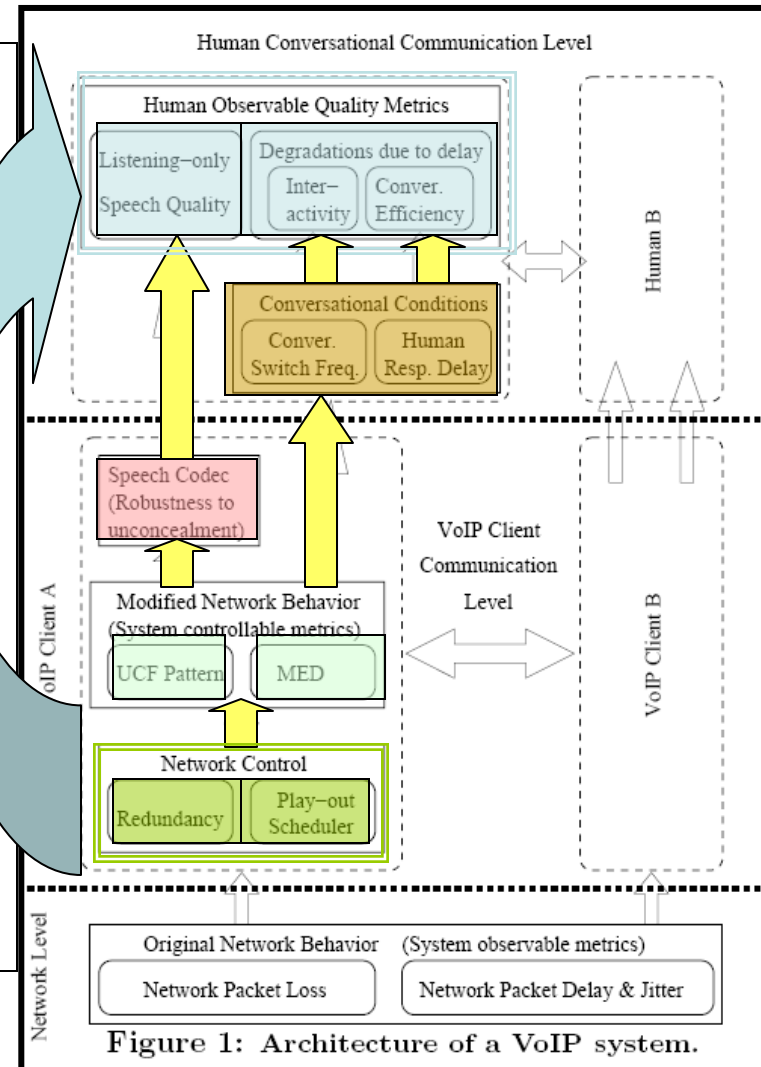 Human Conversational Communication Level
Human Observable Quality Metrics
Listening−only
Speech Quality
Degradations due to delay
Inter−
activity
Conver.
Efficiency
Human B
Conversational Conditions
Conver.
Switch Freq.
Human
Resp. Delay
Speech Codec
(Robustness to
unconcealment)
VoIP Client
Communication
Level
oIP Client A
Modified Network Behavior
(System controllable metrics)
UCF Pattern
MED
VoIP Client B
Network Control
Redundancy
Play−out
Scheduler
Network Level
Original Network Behavior (System observable metrics)
Network Packet Loss
Network Packet Delay & Jitter
Figure 1: Architecture of a VoIP system.